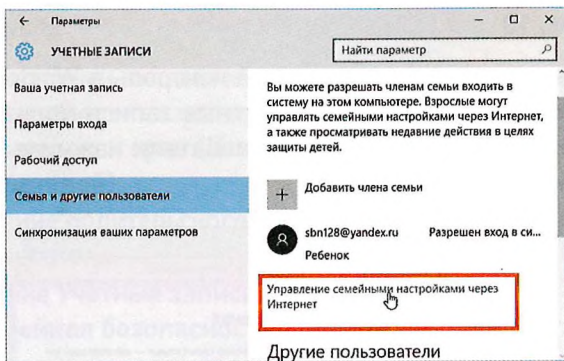 Параметры
УЧЕТНЫЕ ЗАПИСИ
Найти параметр
Ваша учетная запись
Параметры входа
Рабочий доступ
Семья и другие пользователи
Синхронизация ваших параметров
Вы можете разрешать членам семьи входить в
систему на этом компьютере. Взрослые могут
управлять семейными настройками через Интернет,
а также просматривать недавние действия в целях
защиты детей.
Добавить члена семьи
sbn128@yandex.ru Разрешен вход в си...
Ребенок
Управление семейными настройками через
Интернет
Другие пользователи